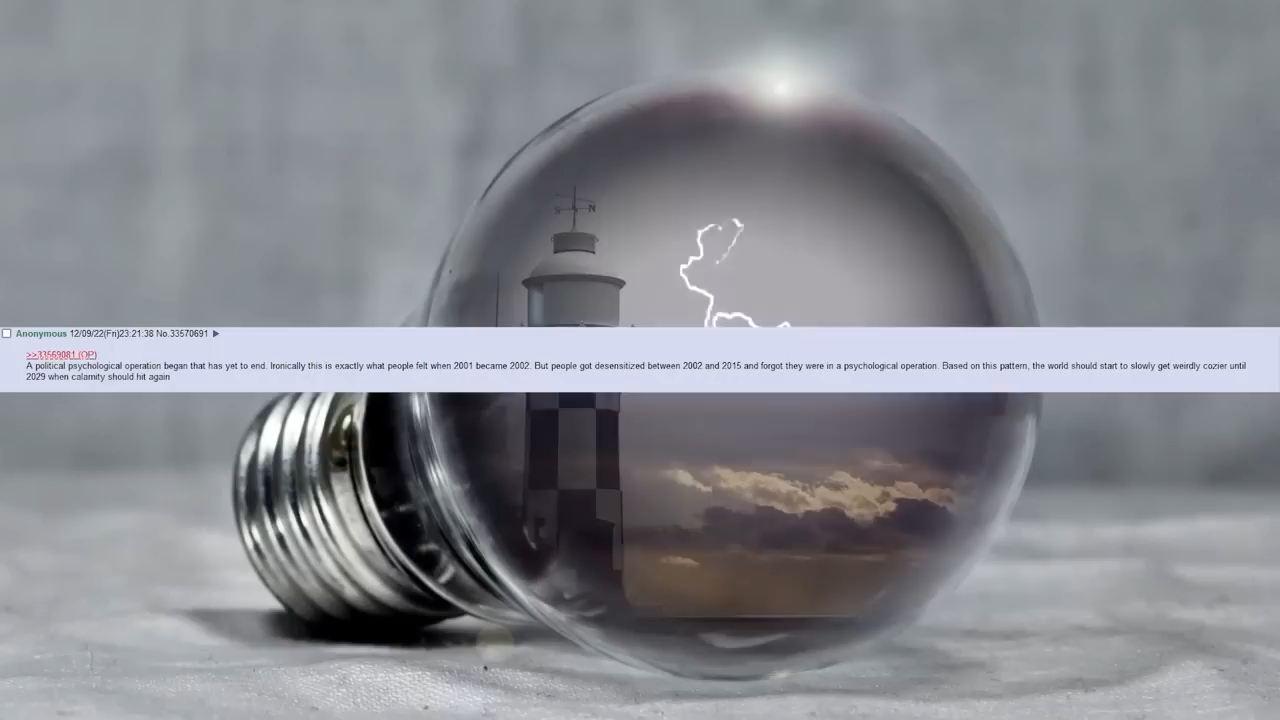 Anonymous 12/09/22(Fri)23:21:38 No.33570691 ▶
>>33569081 (OP)
A political psychological operation began that has yet to end. Ironically this is exactly what people felt when 2001 became 2002. But people got desensitized between 2002 and 2015 and forgot they were in a psychological operation. Based on this pattern, the world should start to slowly get weirdly cozier until
2029 when calamity should hit again
S N